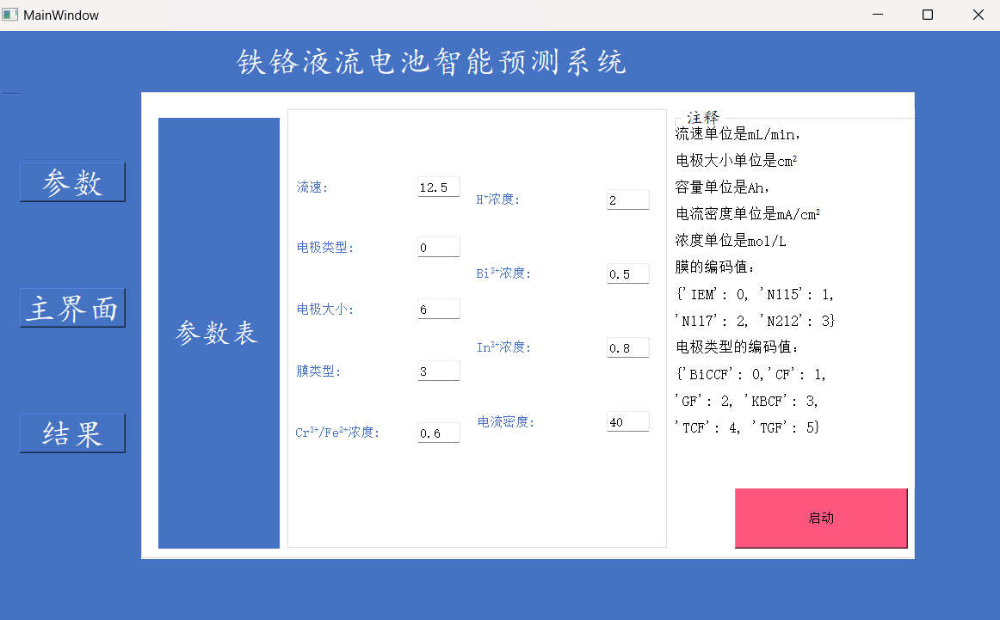 MainWindow
铁铬液流电池智能预测系统
参数
主界面
结果
参数表
流速: 12.5
电极类型: 0
电极大小: 6
膜类型: 3
Cr³⁺/Fe²⁺浓度: 0.6
H⁺浓度: 2
Bi³⁺浓度: 0.5
In³⁺浓度: 0.8
电流密度: 40
注释
流速单位是mL/min,
电极大小单位是cm²
容量单位是Ah,
电流密度单位是mA/cm²
浓度单位是mol/L
膜的编码值:
{'IEM': 0, 'N115': 1,
'N117': 2, 'N212': 3}
电极类型的编码值:
{'BiCCF': 0,'CF': 1,
'GF': 2, 'KBCF': 3,
'TCF': 4, 'TGF': 5}
启动